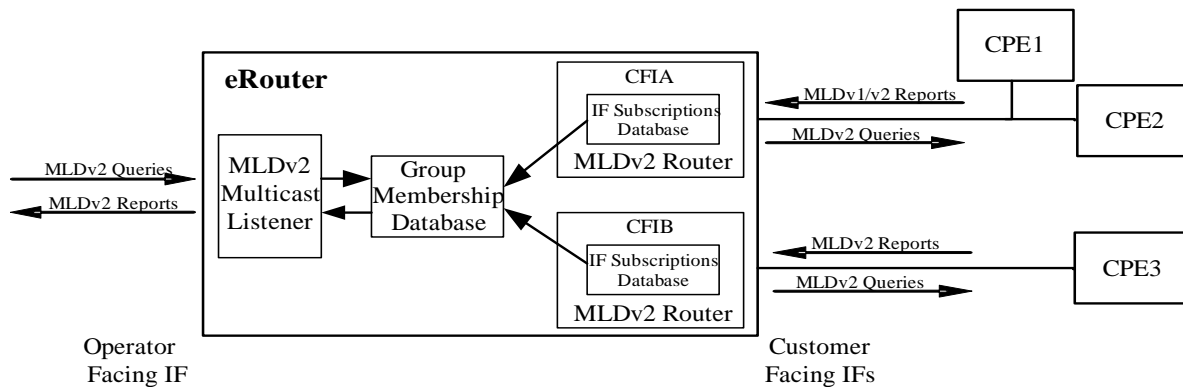 CPE1
eRouter
CFIA
MLDv1/v2 Reports
IF Subscriptions
Database
CPE2
MLDv2 Queries
MLDv2 Router
MLDv2 Queries
MLDv2 Reports
MLDv2
Multicast
Listener
Group
Membership
Database
CFIB
MLDv2 Reports
IF Subscriptions
Database
CPE3
MLDv2 Queries
MLDv2 Router
Operator
Facing IF
Customer
Facing IFs